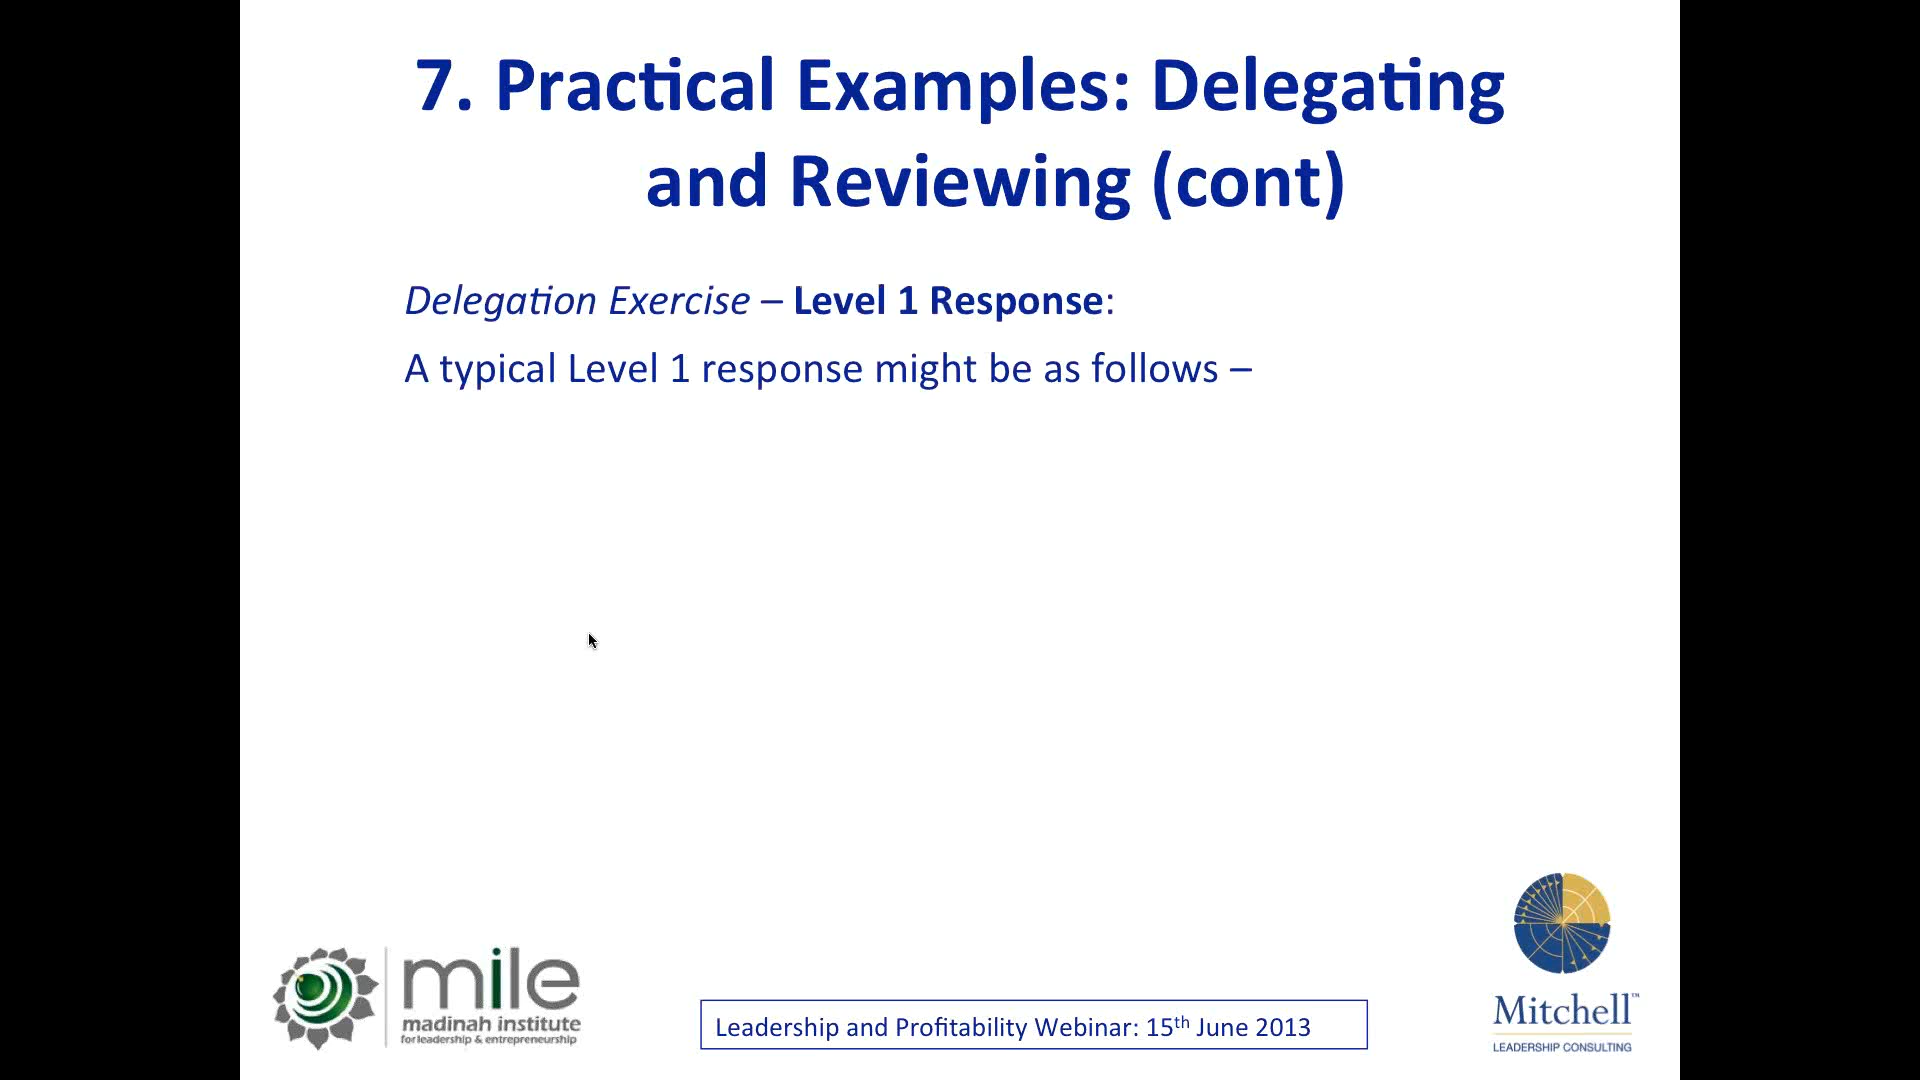 7. Practical Examples: Delegating
and Reviewing (cont)
Delegation Exercise – Level 1 Response:
A typical Level 1 response might be as follows –
mile
madinah institute
for leadership & entrepreneurship
Leadership and Profitability Webinar: 15th June 2013
Mitchell™
LEADERSHIP CONSULTING